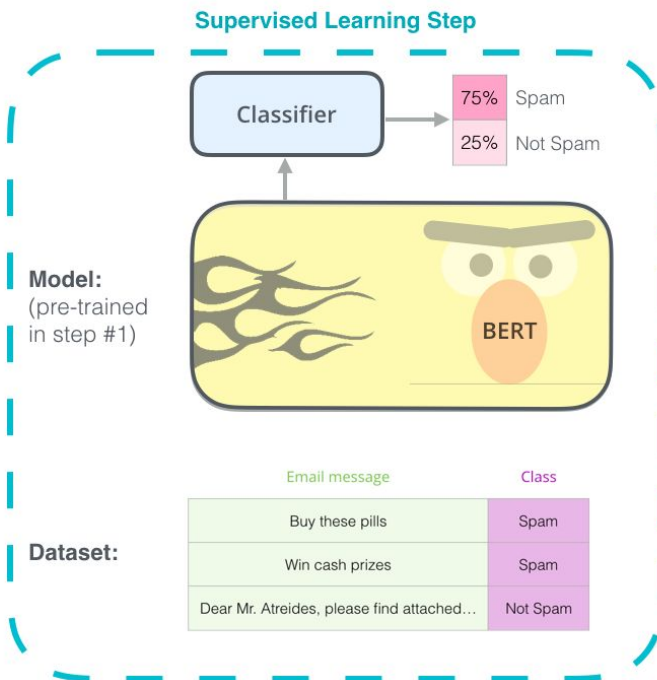 Supervised Learning Step
Classifier
75% Spam
25% Not Spam
Model:
(pre-trained
in step #1)
BERT
Email message Class
Buy these pills Spam
Win cash prizes Spam
Dataset:
Dear Mr. Atreides, please find attached… Not Spam